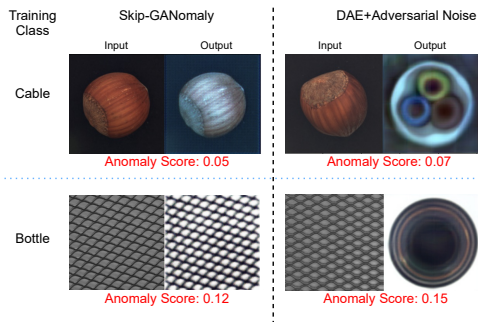 Training
Class
Skip-GANomaly
DAE+Adversarial Noise
Input
Output
Input
Output
Cable
Anomaly Score: 0.05
Anomaly Score: 0.07
Bottle
Anomaly Score: 0.12
Anomaly Score: 0.15